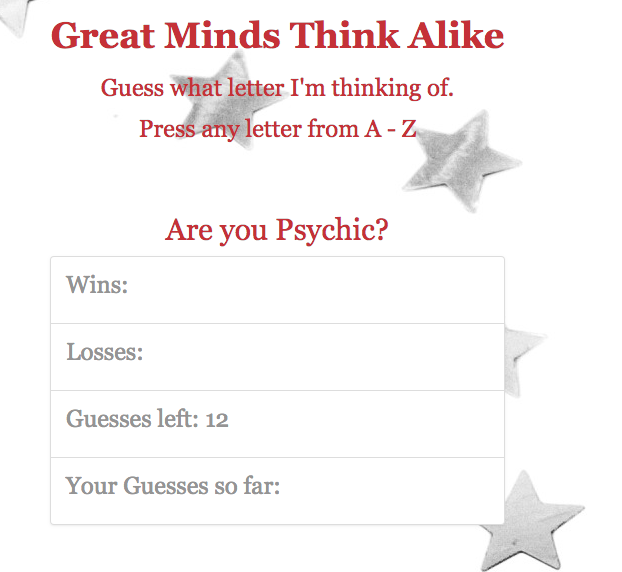 Great Minds Think Alike
Guess what letter I'm thinking of.
Press any letter from A - Z
Are you Psychic?
Wins:
Losses:
Guesses left: 12
Your Guesses so far: